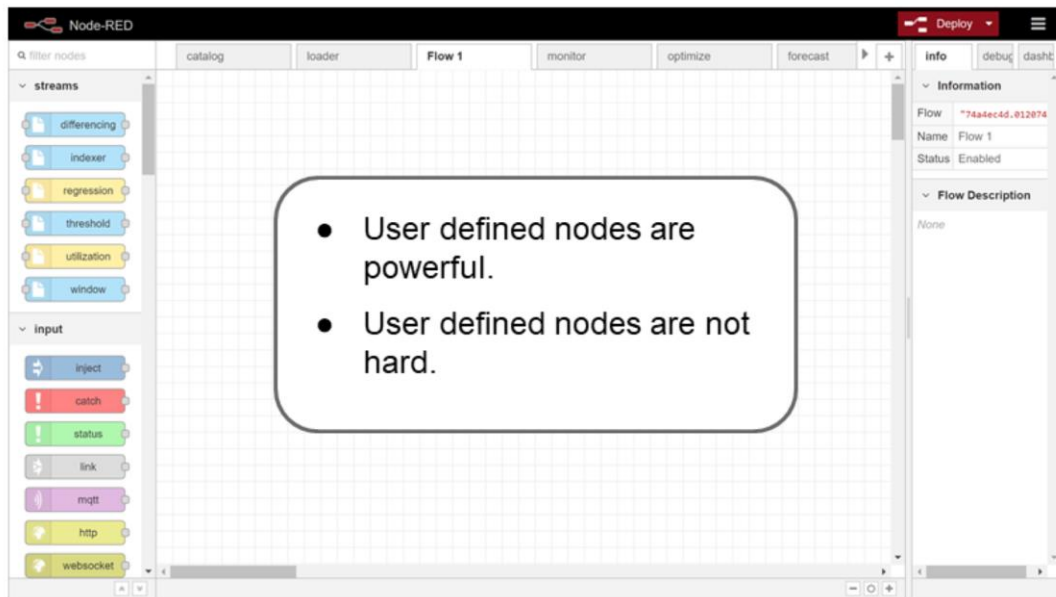 Node-RED
Deploy
filter nodes
catalog
loader
Flow 1
monitor
optimize
forecast
info
debug
dashb
streams
differencing
indexer
regression
threshold
utilization
window
input
inject
catch
status
link
mqtt
http
websocket
● User defined nodes are
powerful.
● User defined nodes are not
hard.
Information
Flow "74a4ec4d.012074
Name Flow 1
Status Enabled
Flow Description
None